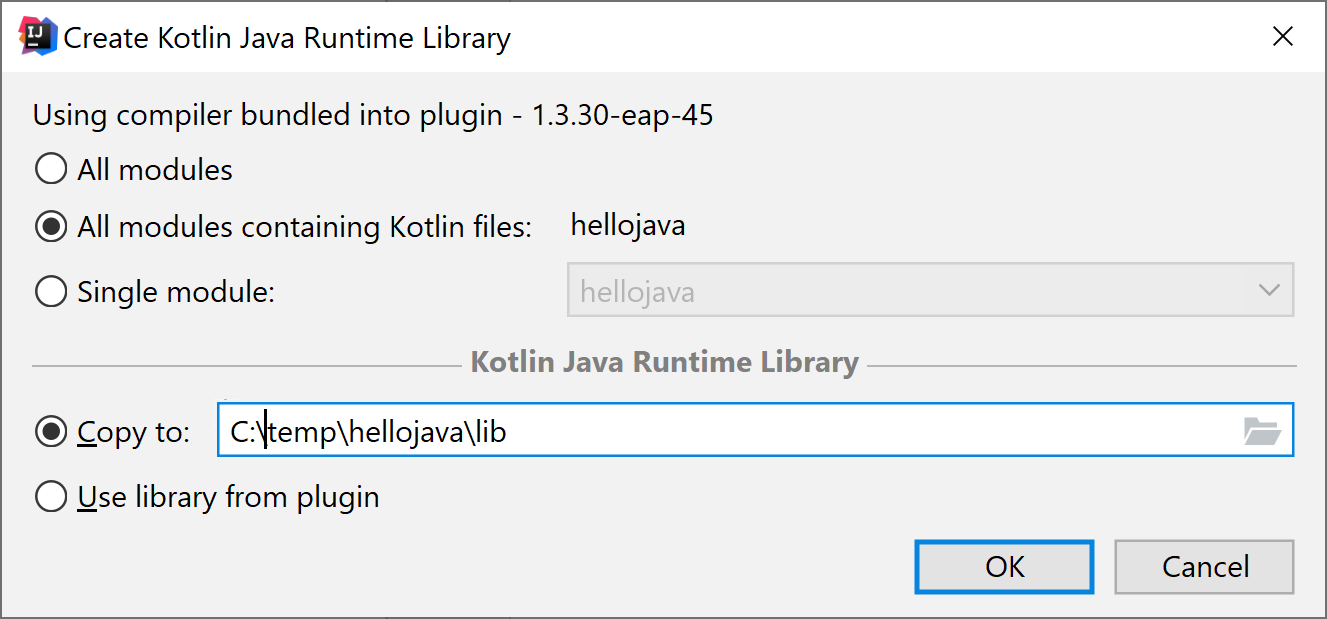 IJ
Create Kotlin Java Runtime Library
Using compiler bundled into plugin - 1.3.30-eap-45
All modules
All modules containing Kotlin files: hellojava
Single module: hellojava
Kotlin Java Runtime Library
Copy to: C:\temp\hellojava\lib
Use library from plugin
OK Cancel